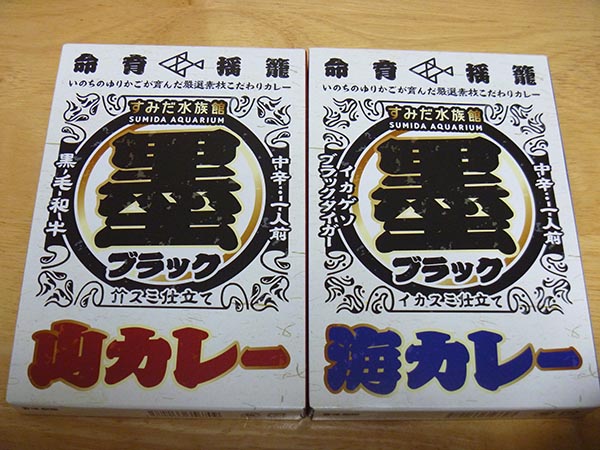 命育揺籠
いのちのゆりかごが育んだ厳選素材こだわりカレー
すみだ水族館
SUMIDA AQUARIUM
墨
ブラック
中辛…一人前
黒毛和牛
竹スミ仕立て
山カレー
命育揺籠
いのちのゆりかごが育んだ厳選素材こだわりカレー
すみだ水族館
SUMIDA AQUARIUM
墨
ブラック
中辛…一人前
イカゲソ
ブラックタイガー
イカスミ仕立て
海カレー